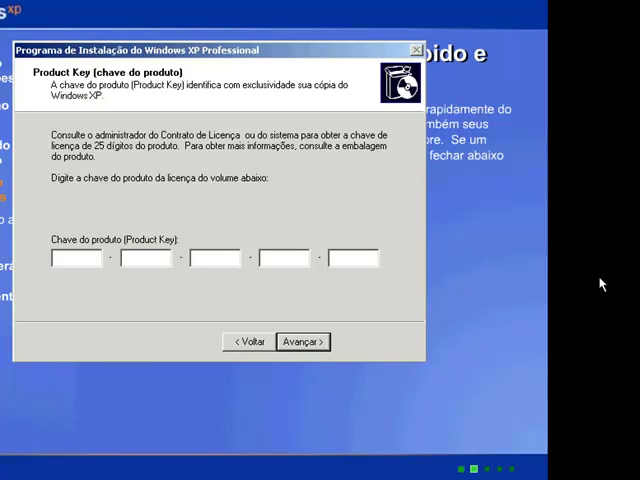 s xp
Programa de Instalação do Windows XP Professional
Product Key (chave do produto)
A chave do produto (Product Key) identifica com exclusividade sua cópia do
Windows XP.
Consulte o administrador do Contrato de Licença ou do sistema para obter a chave de
licença de 25 dígitos do produto. Para obter mais informações, consulte a embalagem
do produto.
Digite a chave do produto da licença do volume abaixo:
Chave do produto (Product Key):
- - - -
< Voltar
Avançar >
pido e
rapidamente do
mbém seus
ore. Se um
fechar abaixo